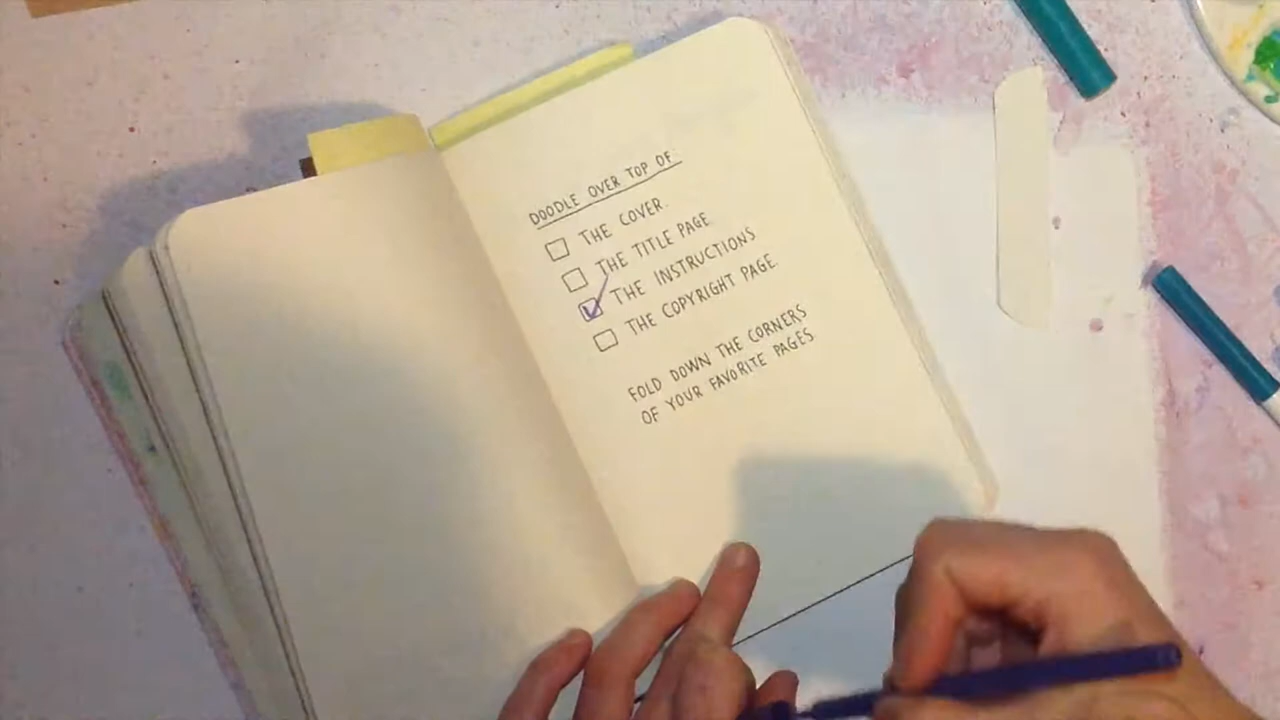 DOODLE OVER TOP OF:
THE COVER.
THE TITLE PAGE
THE INSTRUCTIONS
THE COPYRIGHT PAGE.
FOLD DOWN THE CORNERS
OF YOUR FAVORITE PAGES